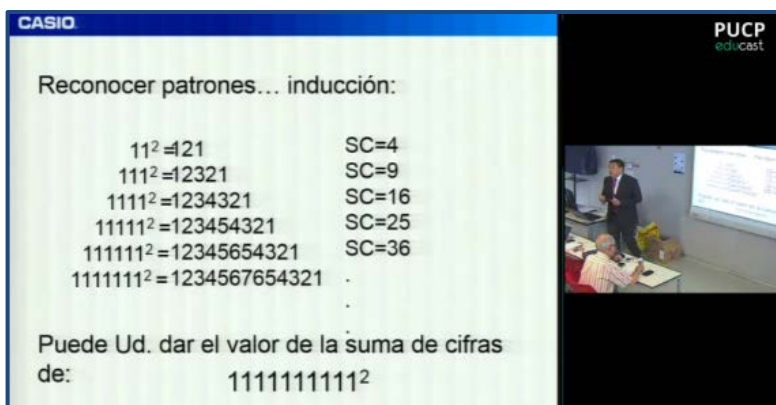 CASIO
PUCP
educast
Reconocer patrones... inducción:
11²=121 SC=4
111²=12321 SC=9
1111²=1234321 SC=16
11111²=123454321 SC=25
111111²=12345654321 SC=36
1111111²=1234567654321 .
.
.
Puede Ud. dar el valor de la suma de cifras
de: 1111111111²